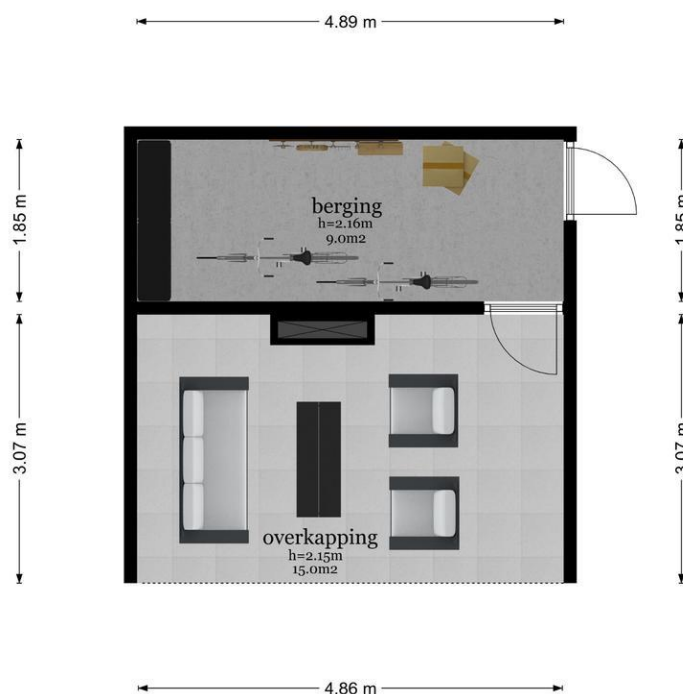 4.89 m
1.85 m
1.85 m
berging
h=2.16m
9.0m2
3.07 m
3.07 m
overkapping
h=2.15m
15.0m2
4.86 m